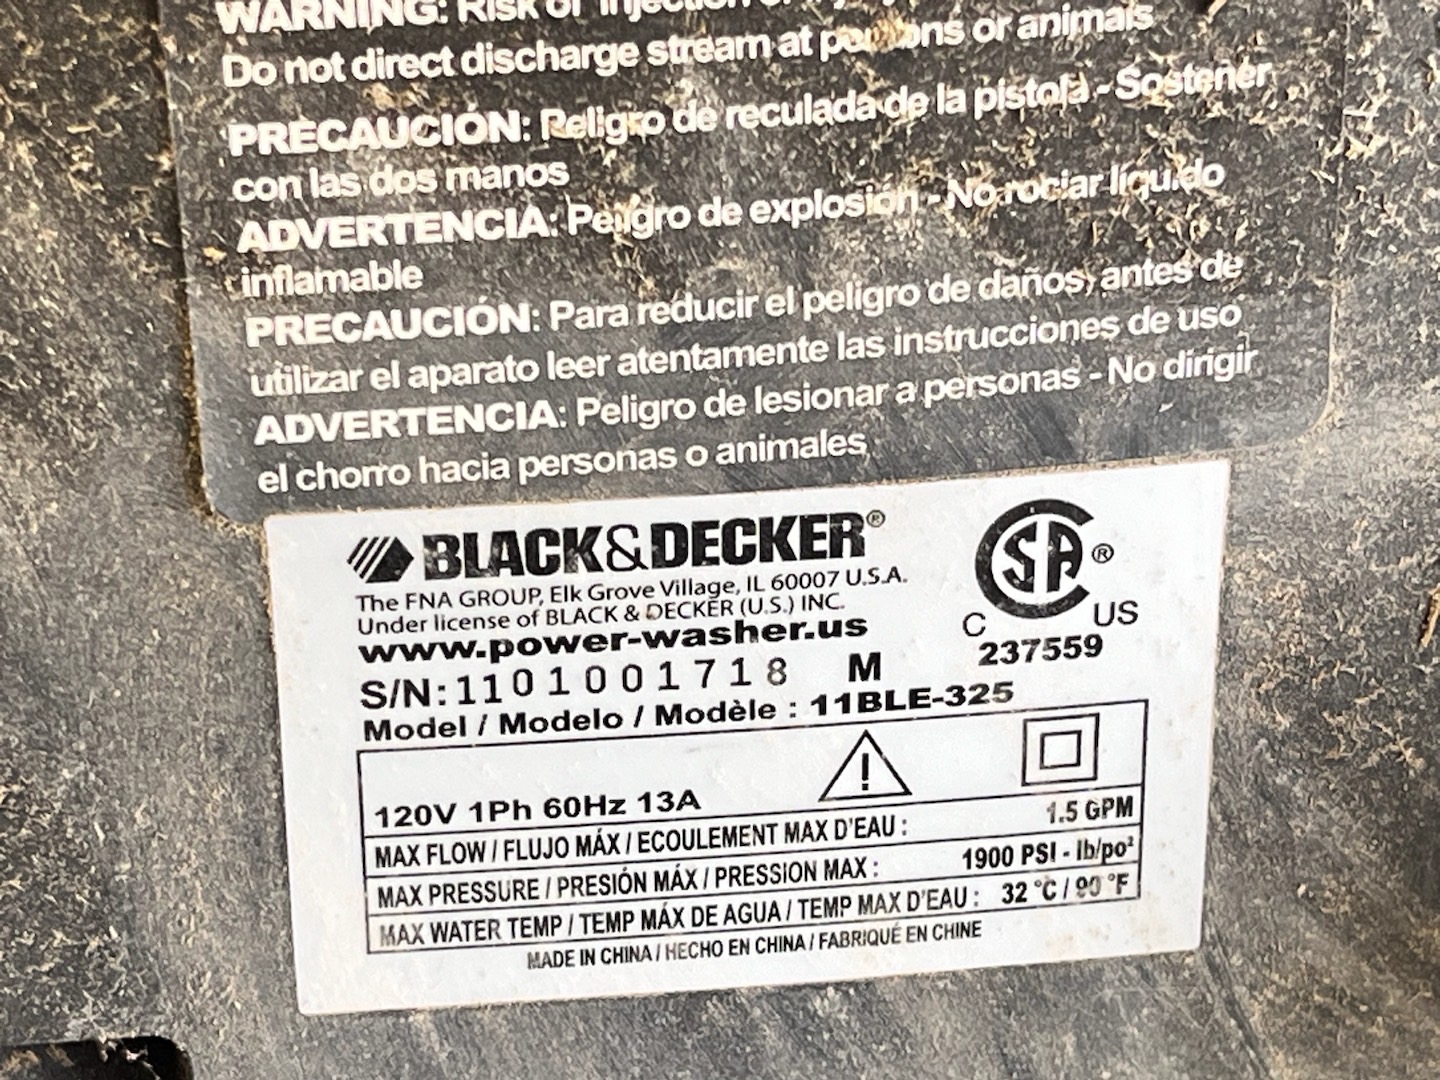 WARNING: Risk of injection
Do not direct discharge stream at persons or animals
PRECAUCIÓN: Peligro de reculada de la pistola - Sostener
con las dos manos
ADVERTENCIA: Peligro de explosión - No rociar líquido
inflamable
PRECAUCIÓN: Para reducir el peligro de daños, antes de
utilizar el aparato leer atentamente las instrucciones de uso
ADVERTENCIA: Peligro de lesionar a personas - No dirigir
el chorro hacia personas o animales
BLACK&DECKER®
The FNA GROUP, Elk Grove Village, IL 60007 U.S.A.
Under license of BLACK & DECKER (U.S.) INC.
www.power-washer.us
S/N: 1101001718 M
Model / Modelo / Modèle : 11BLE-325
CSA®
C US
237559
120V 1Ph 60Hz 13A
MAX FLOW / FLUJO MÁX / ECOULEMENT MAX D'EAU : 1.5 GPM
MAX PRESSURE / PRESIÓN MÁX / PRESSION MAX : 1900 PSI - lb/po²
MAX WATER TEMP / TEMP MÁX DE AGUA / TEMP MAX D'EAU : 32 °C / 90 °F
MADE IN CHINA / HECHO EN CHINA / FABRIQUÉ EN CHINE